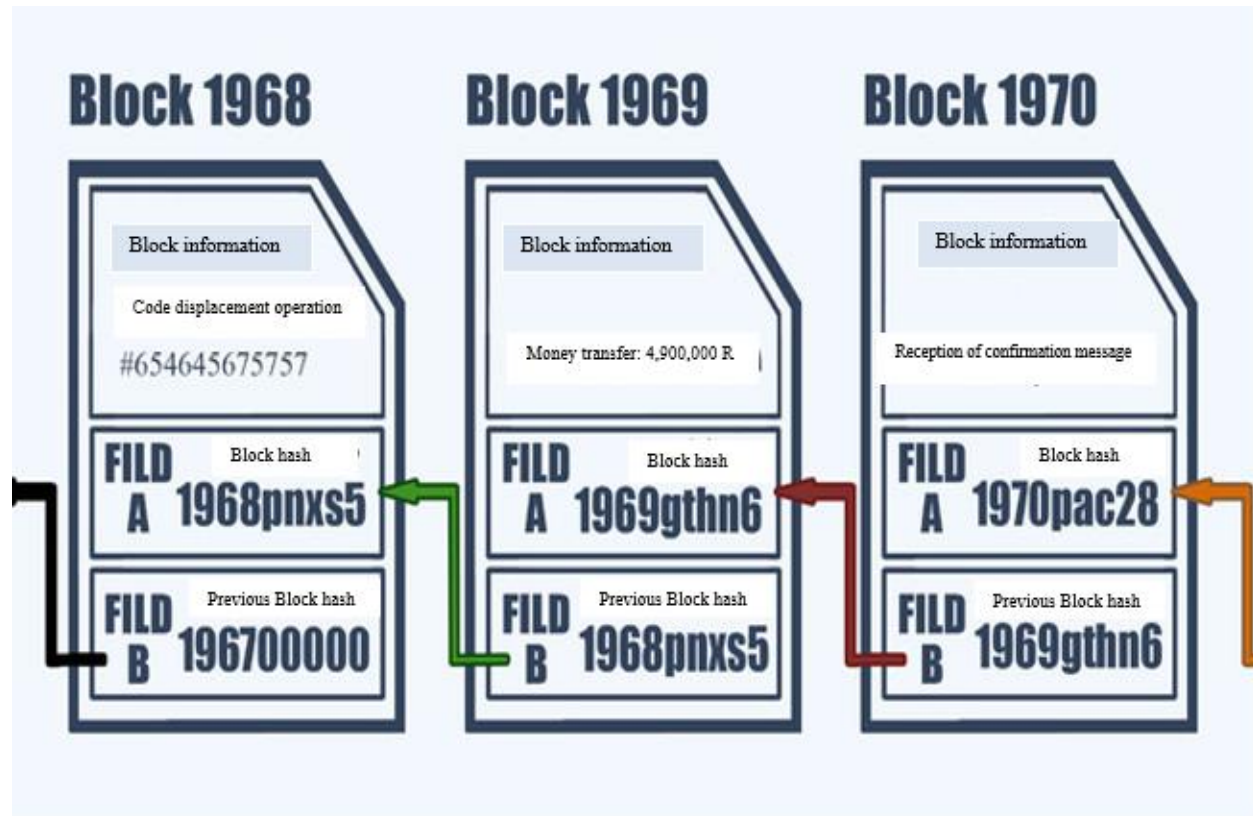 Block 1968
Block information
Code displacement operation
#654645675757
FILD A
Block hash
1968pnxs5
FILD B
Previous Block hash
196700000
Block 1969
Block information
Money transfer: 4,900,000 R
FILD A
Block hash
1969gthn6
FILD B
Previous Block hash
1968pnxs5
Block 1970
Block information
Reception of confirmation message
FILD A
Block hash
1970pac28
FILD B
Previous Block hash
1969gthn6